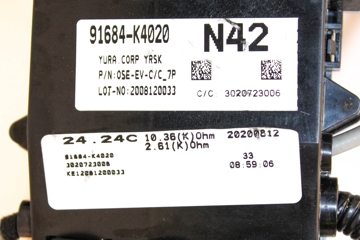 91684-K4020 N42
YURA CORP YRSK
P/N:OSE-EV-C/C_7P
LOT-NO:2008120033 C/C 3020723006
24.24C 10.36(K)Ohm 20200812
2.61(K)Ohm
91684-K4020 33
3020723006 08:59:06
KE12081200033